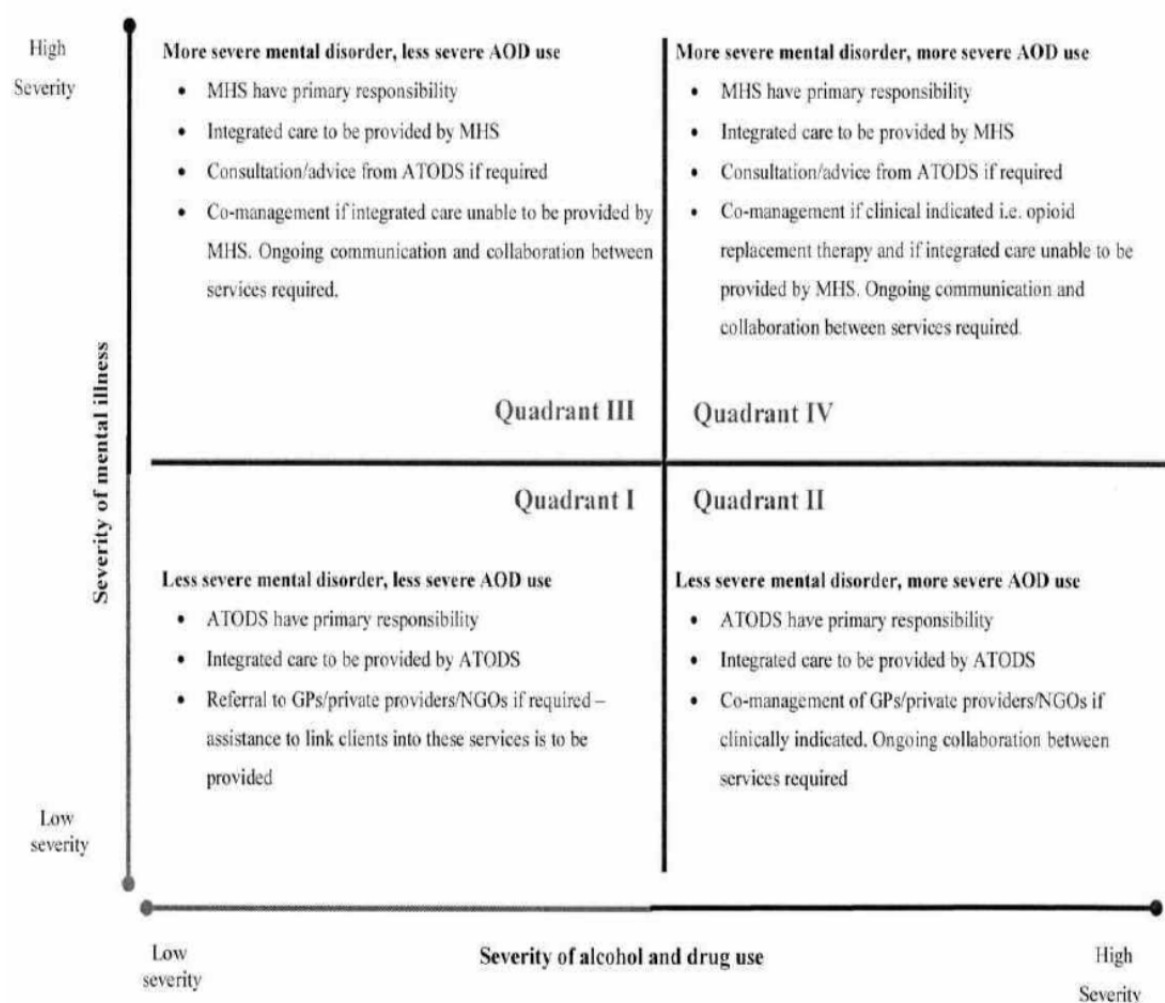 High
Severity
More severe mental disorder, less severe AOD use
• MHS have primary responsibility
• Integrated care to be provided by MHS
• Consultation/advice from ATODS if required
• Co-management if integrated care unable to be provided by
MHS. Ongoing communication and collaboration between
services required.
Quadrant III
More severe mental disorder, more severe AOD use
• MHS have primary responsibility
• Integrated care to be provided by MHS
• Consultation/advice from ATODS if required
• Co-management if clinical indicated i.e. opioid
replacement therapy and if integrated care unable to be
provided by MHS. Ongoing communication and
collaboration between services required.
Quadrant IV
Severity of mental illness
Quadrant I
Less severe mental disorder, less severe AOD use
• ATODS have primary responsibility
• Integrated care to be provided by ATODS
• Referral to GPs/private providers/NGOs if required –
assistance to link clients into these services is to be
provided
Quadrant II
Less severe mental disorder, more severe AOD use
• ATODS have primary responsibility
• Integrated care to be provided by ATODS
• Co-management of GPs/private providers/NGOs if
clinically indicated. Ongoing collaboration between
services required
Low
severity
Low
severity
Severity of alcohol and drug use
High
Severity